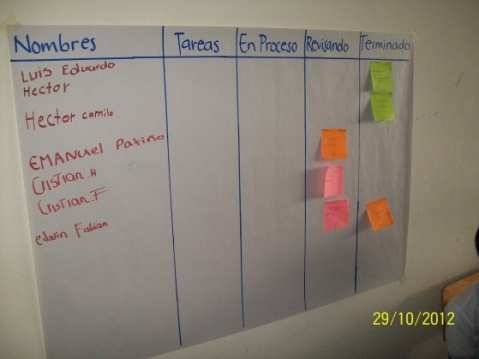 Nombres Tareas En Proceso Revisando Terminado
Luis Eduardo
Hector
Hector camilo
EMANuel Patiño
Cristian.H
Cristian.F
edwin Fabian
29/10/2012